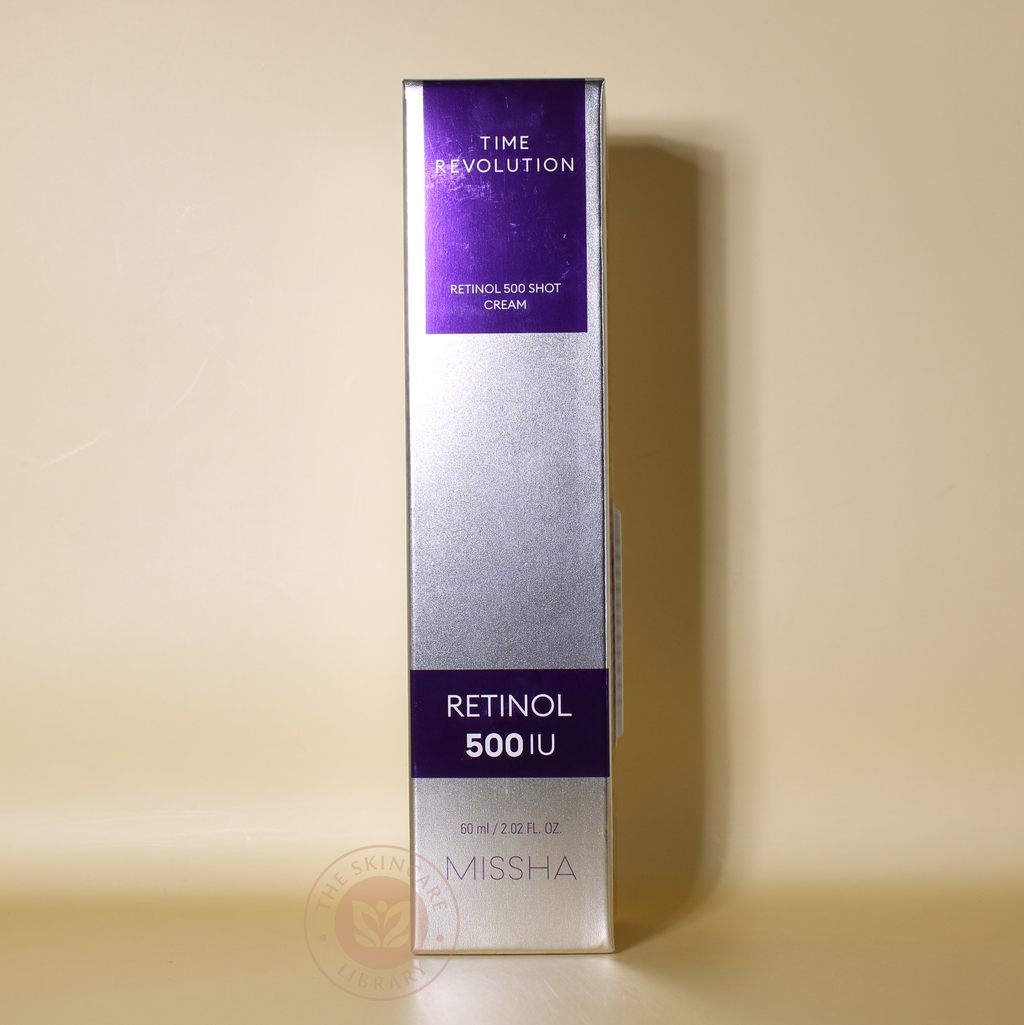 TIME
REVOLUTION
RETINOL 500 SHOT
CREAM
RETINOL
500 IU
60 ml / 2.02 FL. OZ.
MISSHA
THE SKINCARE
LIBRARY